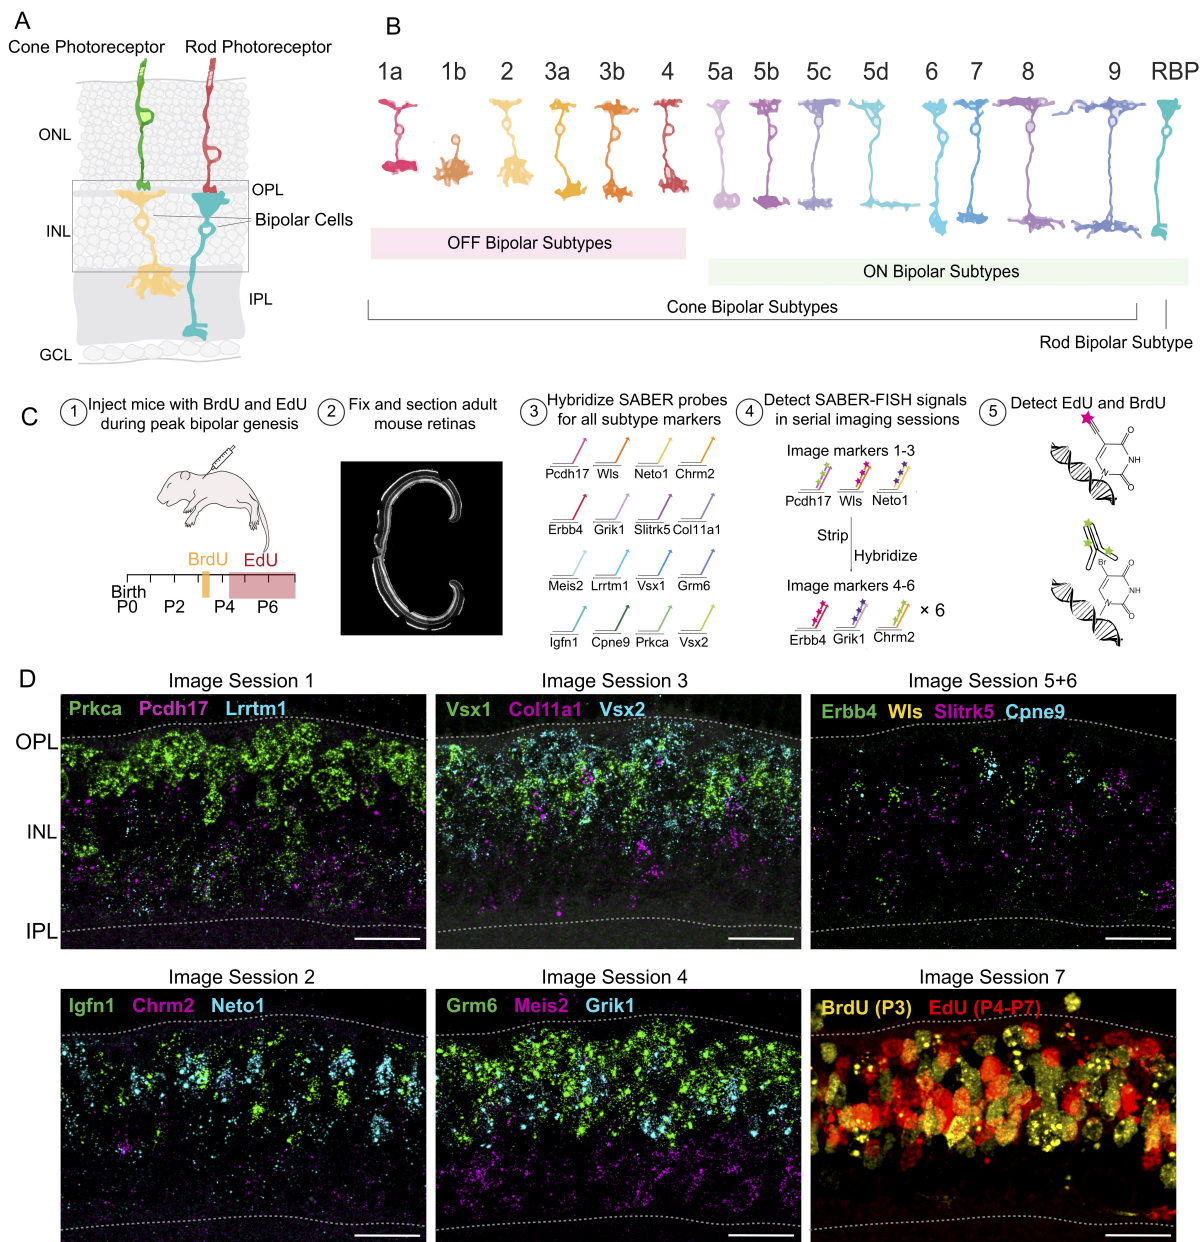 A
Cone Photoreceptor
Rod Photoreceptor
ONL
OPL
INL
Bipolar Cells
IPL
GCL
B
1a 1b 2 3a 3b 4 5a 5b 5c 5d 6 7 8 9 RBP
OFF Bipolar Subtypes
ON Bipolar Subtypes
Cone Bipolar Subtypes
Rod Bipolar Subtype
C
1 Inject mice with BrdU and EdU
during peak bipolar genesis
BrdU EdU
Birth
P0 P2 P4 P6
2 Fix and section adult
mouse retinas
3 Hybridize SABER probes
for all subtype markers
Pcdh17 Wls Neto1 Chrm2
Erbb4 Grik1 Slitrk5 Col11a1
Meis2 Lrrtm1 Vsx1 Grm6
Igfn1 Cpne9 Prkca Vsx2
4 Detect SABER-FISH signals
in serial imaging sessions
Image markers 1-3
Pcdh17 Wls Neto1
Strip
Hybridize
Image markers 4-6
Erbb4 Grik1 Chrm2
× 6
5 Detect EdU and BrdU
N
O
NH
O
Br
N
O
NH
O
D
Image Session 1
Prkca Pcdh17 Lrrtm1
OPL
INL
IPL
Image Session 3
Vsx1 Col11a1 Vsx2
Image Session 5+6
Erbb4 Wls Slitrk5 Cpne9
Image Session 2
Igfn1 Chrm2 Neto1
Image Session 4
Grm6 Meis2 Grik1
Image Session 7
BrdU (P3) EdU (P4-P7)